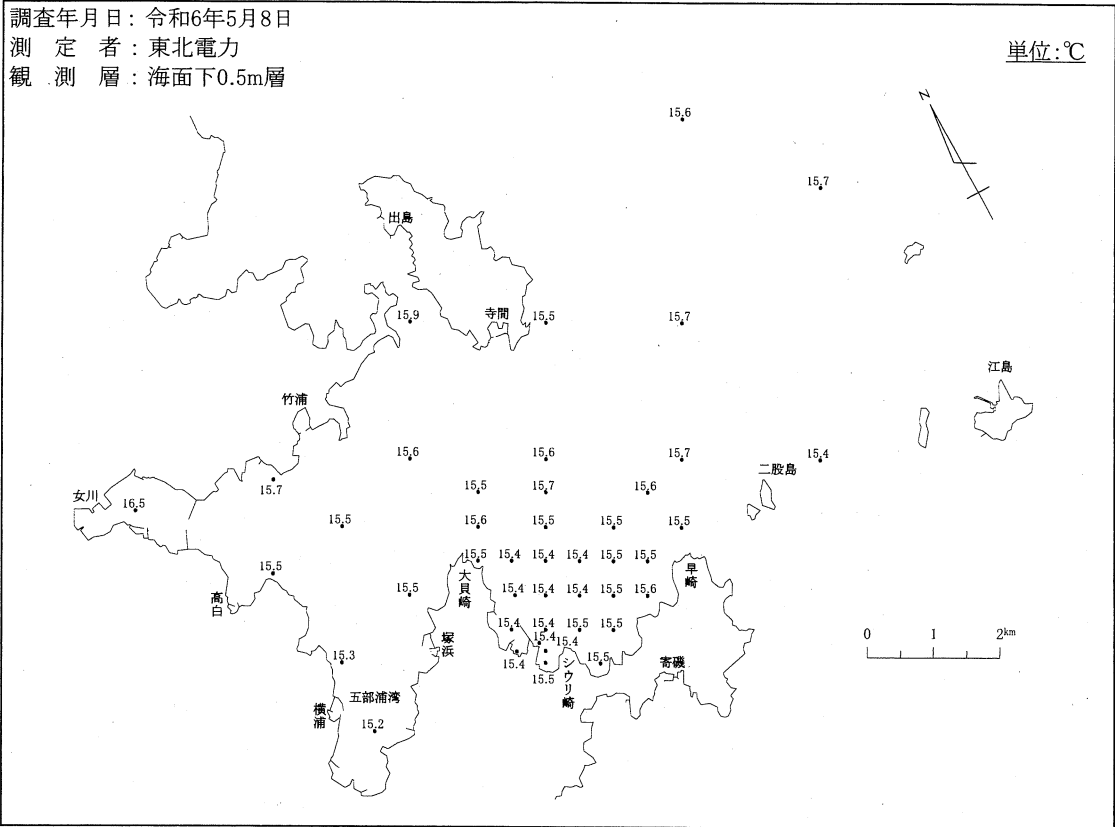 調査年月日：令和6年5月8日
測定者：東北電力
観測層：海面下0.5m層
単位：℃
N
15.6
15.7
出島
寺間
15.9
15.5
15.7
江島
竹浦
15.6
15.6
15.7
15.4
二股島
女川
16.5
15.7
15.5
15.7
15.6
15.5
15.6
15.5
15.5
15.5
15.5
15.4
15.4
15.4
15.5
15.5
早崎
15.5
高白
15.5
大貝崎
15.4
15.4
15.4
15.5
15.6
15.4
15.4
15.5
15.5
塚浜
15.4
15.4
15.4
15.5
15.5
シウリ崎
寄磯
0 1 2km
15.3
五部浦湾
横浦
15.2